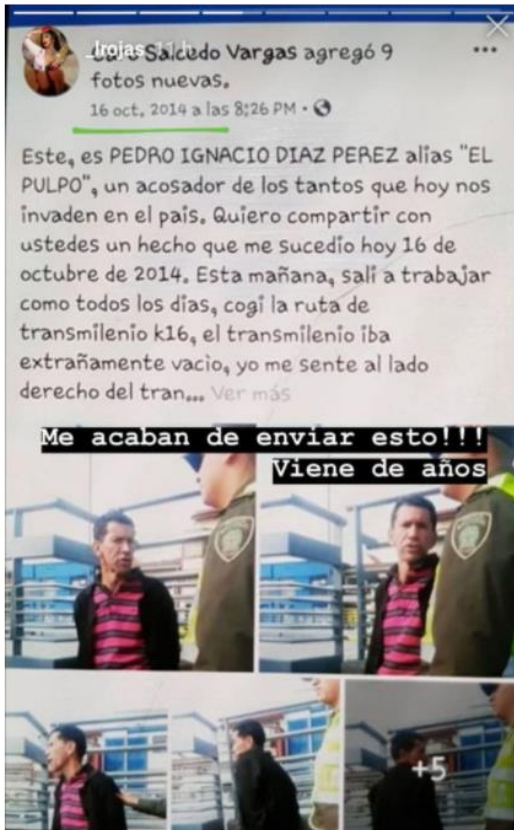 _lrojas 11 h
Salcedo Vargas agregó 9
fotos nuevas.
16 oct. 2014 a las 8:26 PM ·
Este, es PEDRO IGNACIO DIAZ PEREZ alias "EL
PULPO", un acosador de los tantos que hoy nos
invaden en el pais. Quiero compartir con
ustedes un hecho que me sucedio hoy 16 de
octubre de 2014. Esta mañana, sali a trabajar
como todos los dias, cogi la ruta de
transmilenio k16, el transmilenio iba
extrañamente vacio, yo me sente al lado
derecho del tran... Ver más
Me acaban de enviar esto!!!
Viene de años
+5